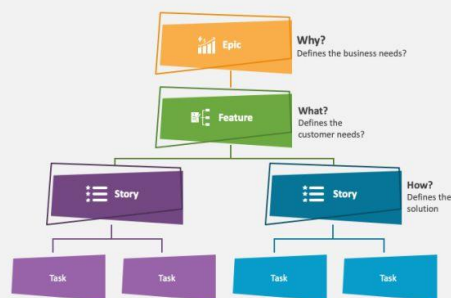 Epic
Why?
Defines the business needs?
Feature
What?
Defines the
customer needs?
Story
Story
How?
Defines the
solution
Task
Task
Task
Task